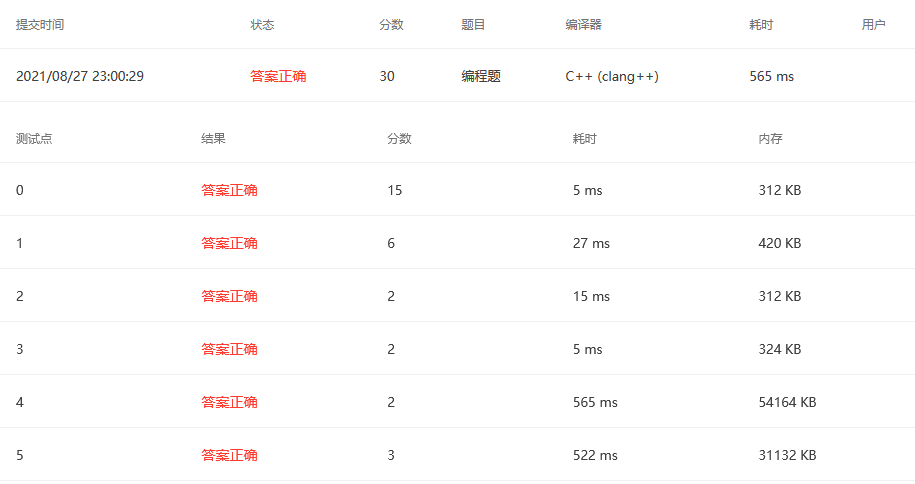 提交时间 状态 分数 题目 编译器 耗时 用户
2021/08/27 23:00:29 答案正确 30 编程题 C++ (clang++) 565 ms
测试点 结果 分数 耗时 内存
0 答案正确 15 5 ms 312 KB
1 答案正确 6 27 ms 420 KB
2 答案正确 2 15 ms 312 KB
3 答案正确 2 5 ms 324 KB
4 答案正确 2 565 ms 54164 KB
5 答案正确 3 522 ms 31132 KB